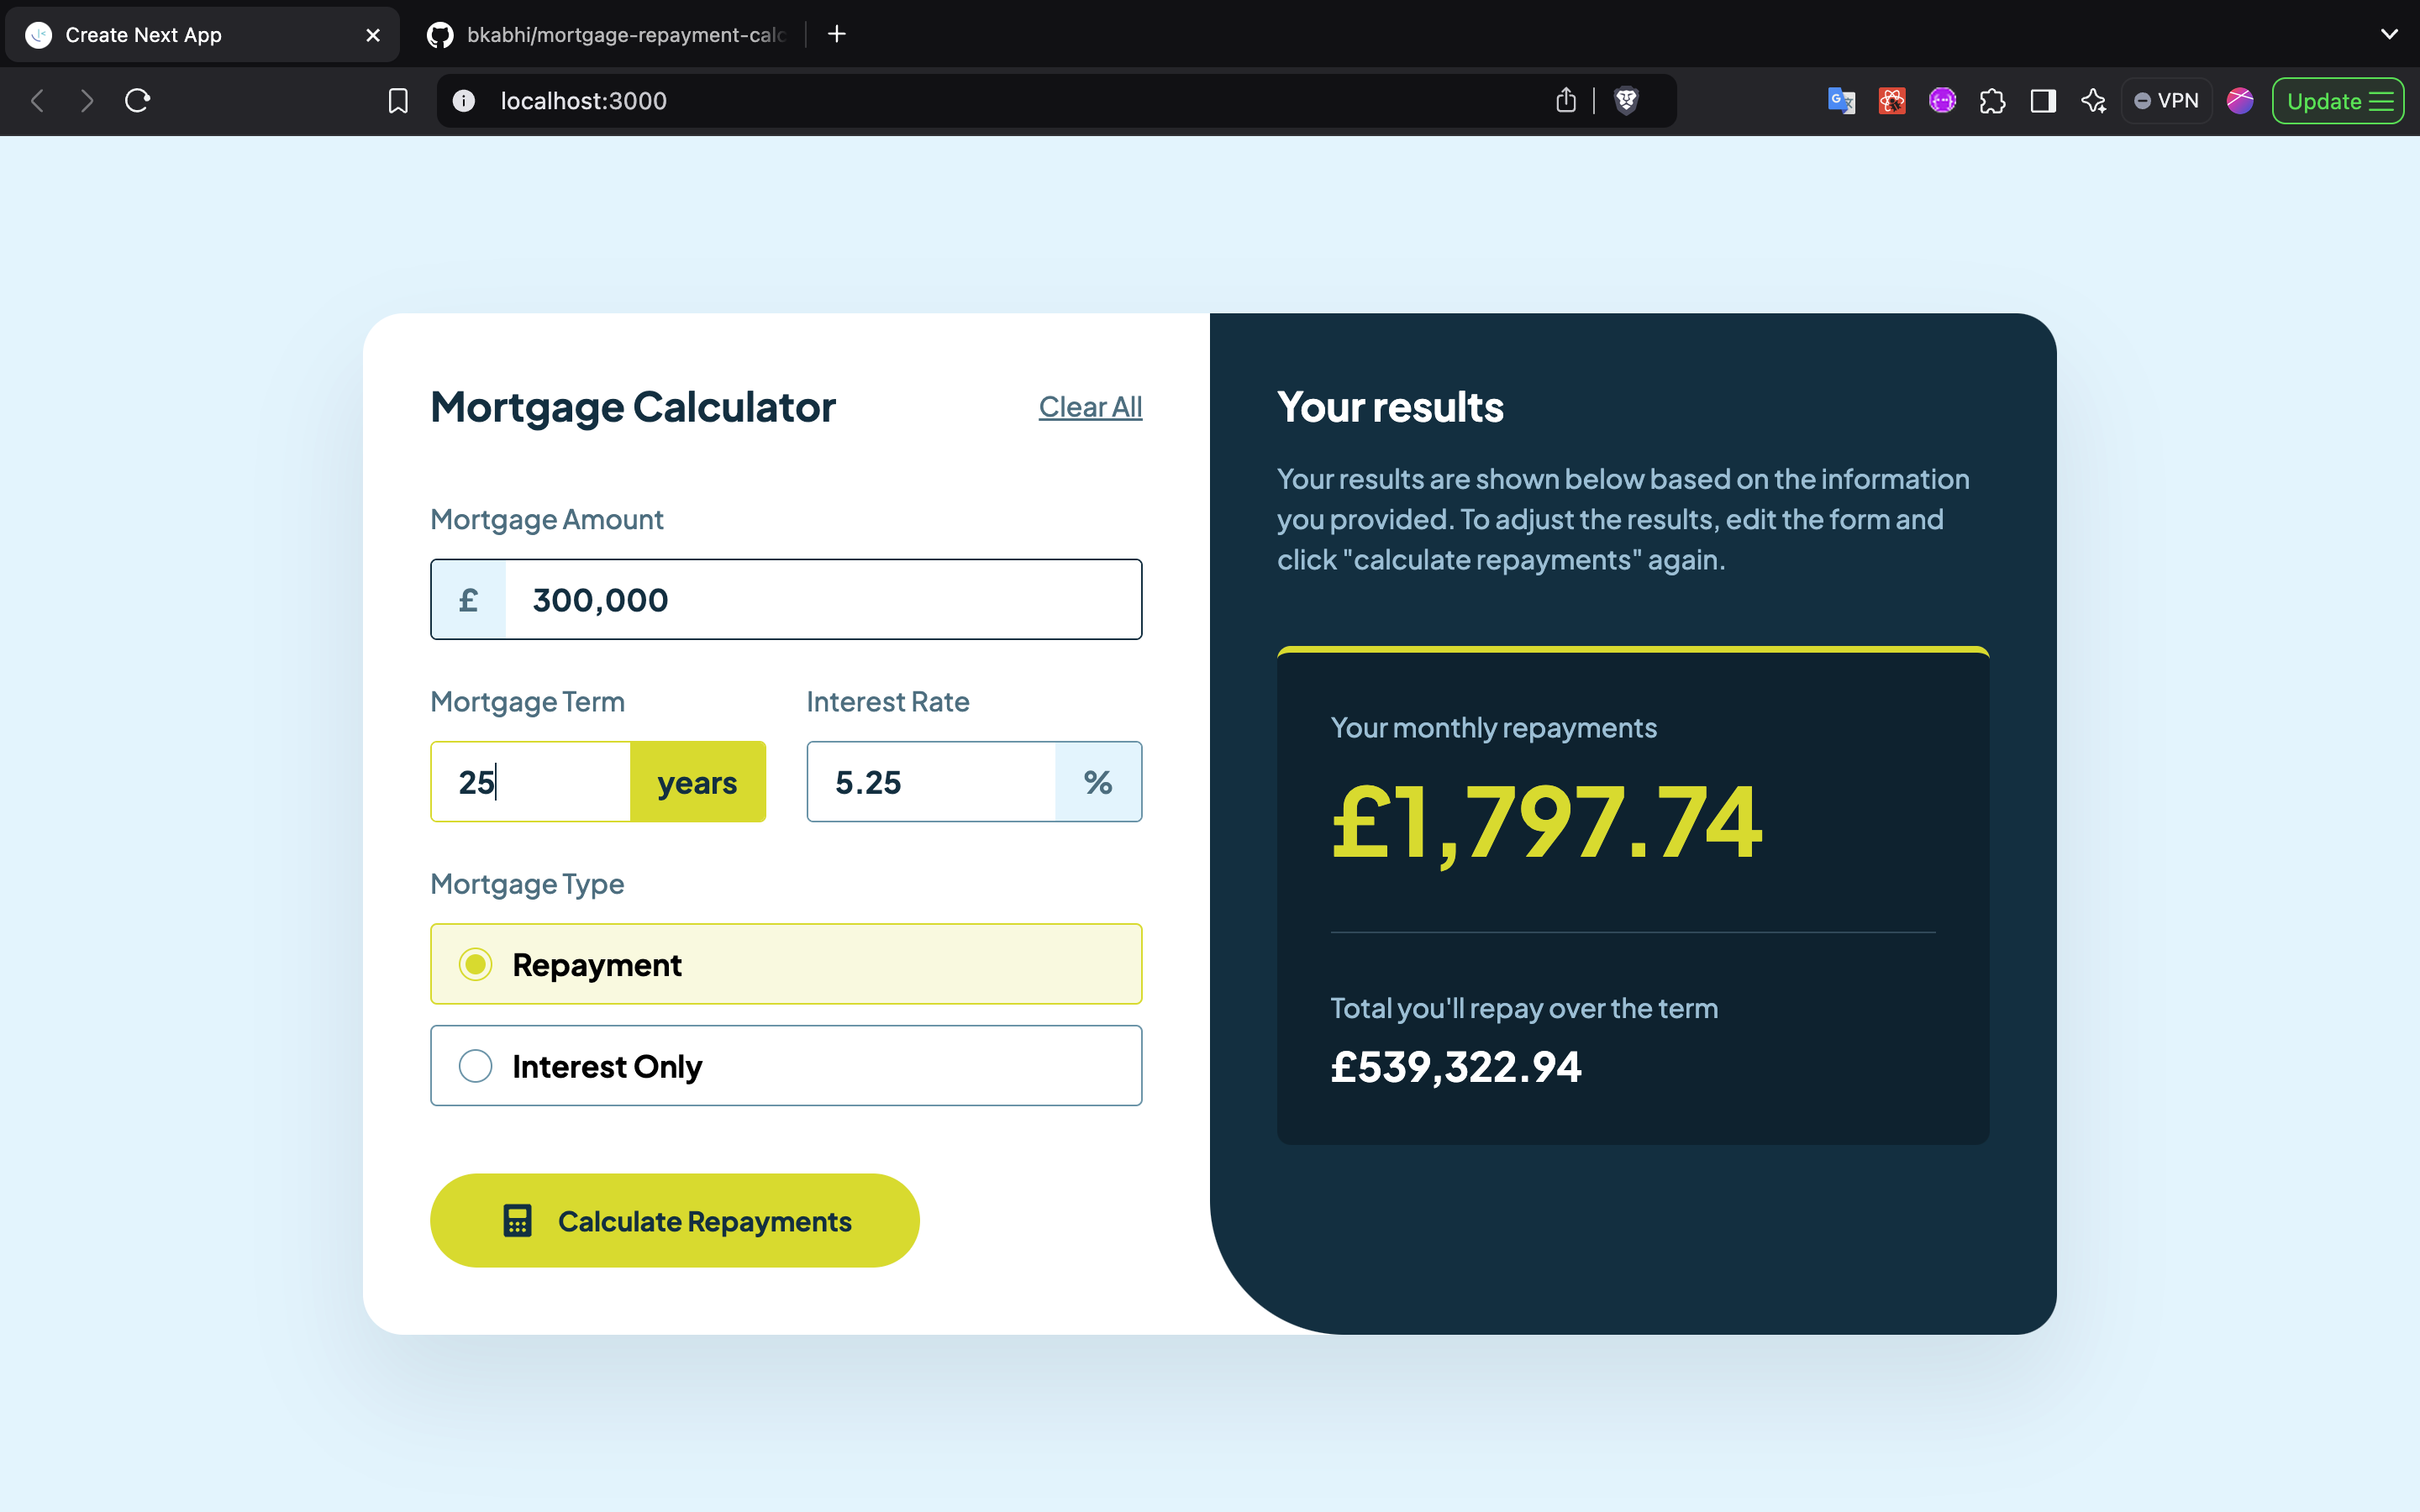 Create Next App
bkabhi/mortgage-repayment-calc
localhost:3000
VPN
Update
Mortgage Calculator
Clear All
Mortgage Amount
£ 300,000
Mortgage Term
Interest Rate
25 years
5.25 %
Mortgage Type
Repayment
Interest Only
Calculate Repayments
Your results
Your results are shown below based on the information
you provided. To adjust the results, edit the form and
click "calculate repayments" again.
Your monthly repayments
£1,797.74
Total you'll repay over the term
£539,322.94